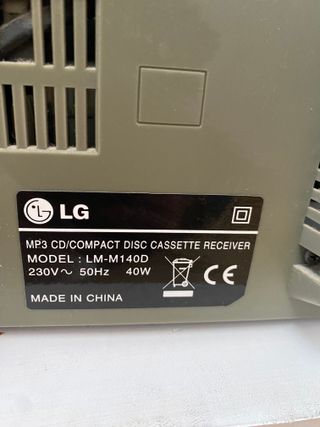 LG
MP3 CD/COMPACT DISC CASSETTE RECEIVER
MODEL : LM-M140D
230V～ 50Hz 40W
CE
MADE IN CHINA